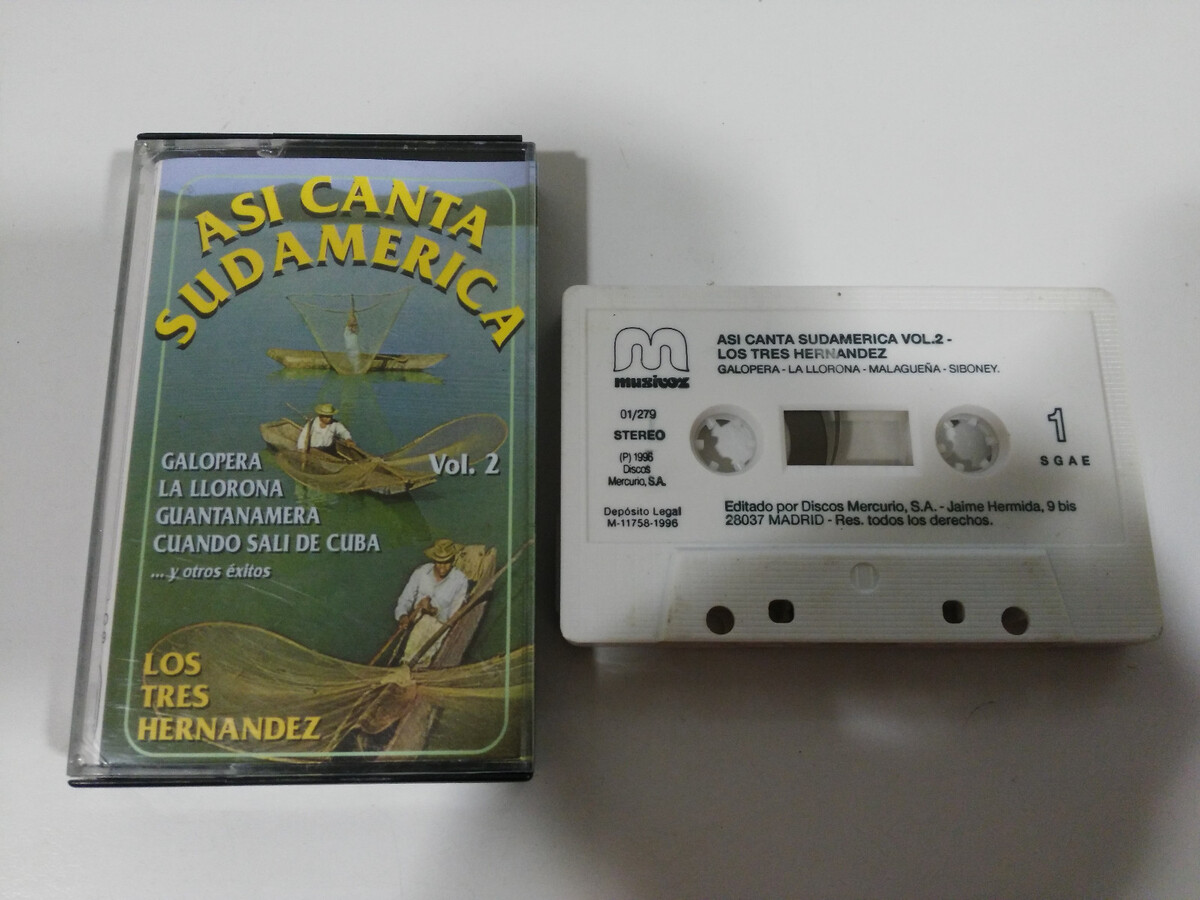 ASI CANTA
SUDAMERICA
GALOPERA
LA LLORONA
GUANTANAMERA
CUANDO SALI DE CUBA
... y otros éxitos
Vol. 2
LOS
TRES
HERNANDEZ
musivoz
ASI CANTA SUDAMERICA VOL.2 -
LOS TRES HERNANDEZ
GALOPERA - LA LLORONA - MALAGUEÑA - SIBONEY.
01/279
STEREO
(P) 1996
Discos
Mercurio, S.A.
Depósito Legal
M-11758-1996
1
SGAE
Editado por Discos Mercurio, S.A. - Jaime Hermida, 9 bis
28037 MADRID - Res. todos los derechos.